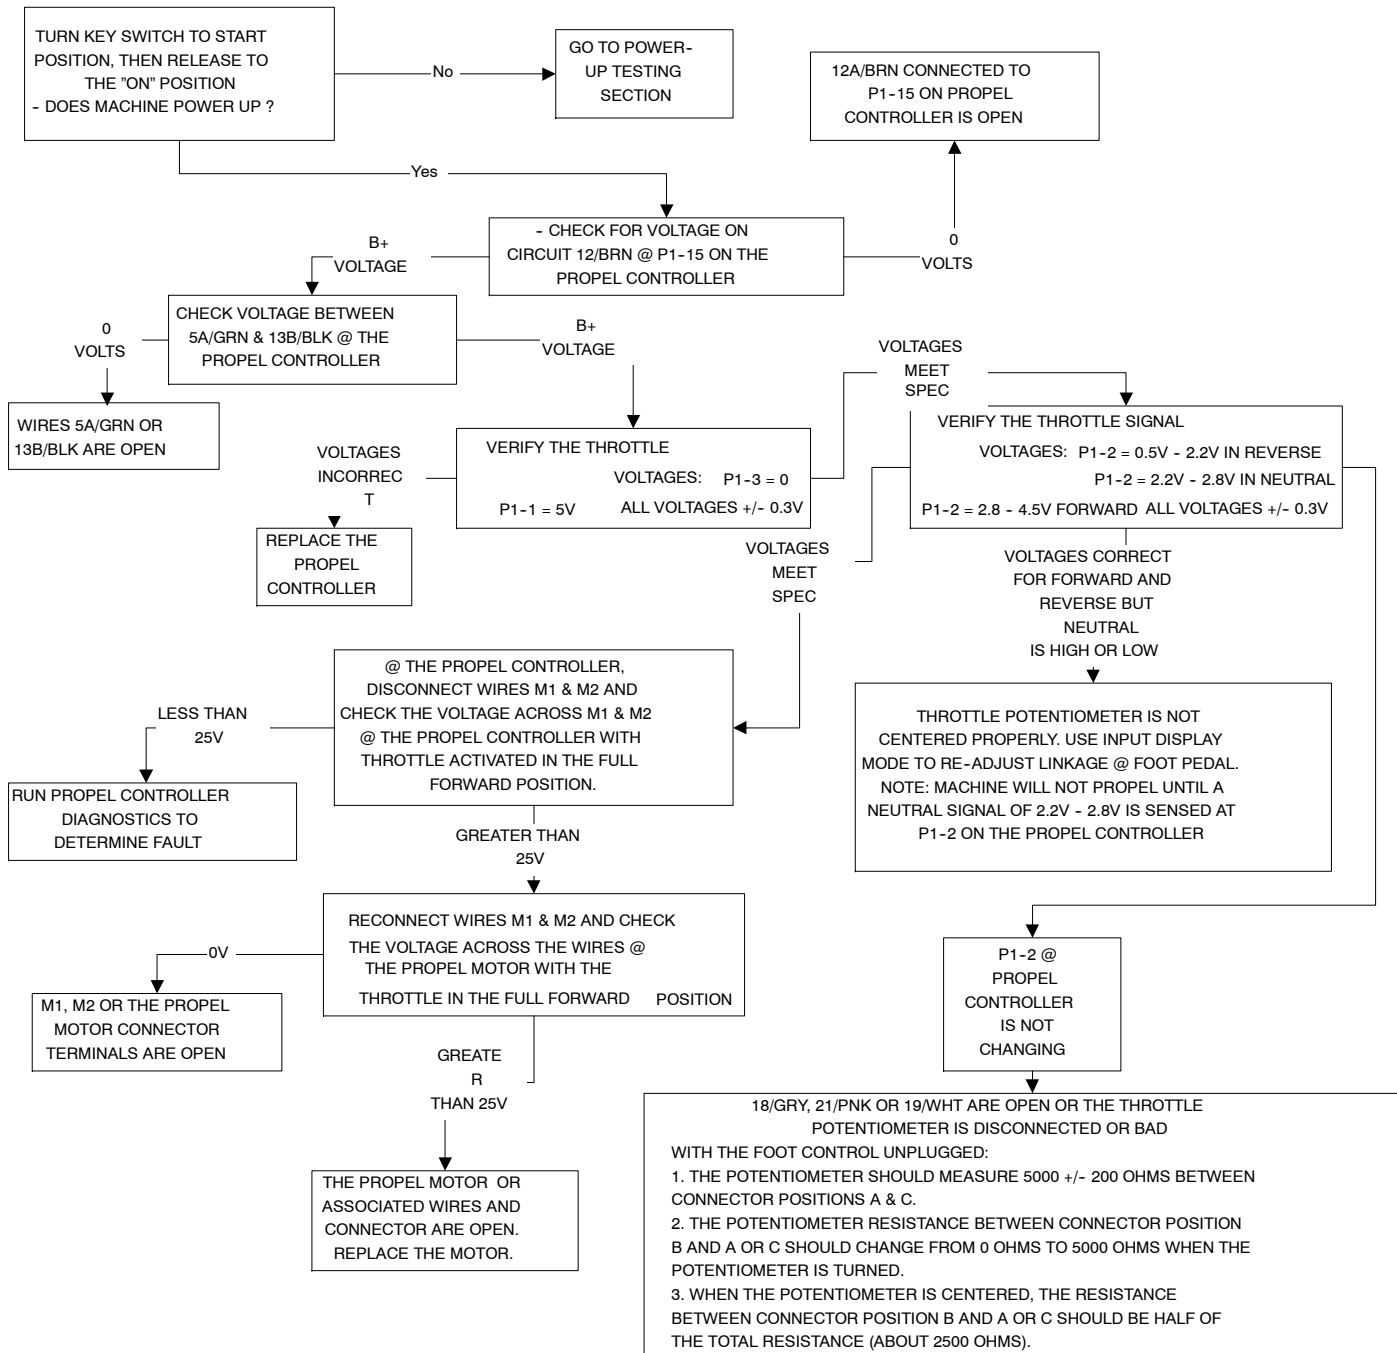 TURN KEY SWITCH TO START
POSITION, THEN RELEASE TO
THE "ON" POSITION
- DOES MACHINE POWER UP ?
No
GO TO POWER-
UP TESTING
SECTION
12A/BRN CONNECTED TO
P1-15 ON PROPEL
CONTROLLER IS OPEN
Yes
- CHECK FOR VOLTAGE ON
CIRCUIT 12/BRN @ P1-15 ON THE
PROPEL CONTROLLER
0
VOLTS
B+
VOLTAGE
CHECK VOLTAGE BETWEEN
5A/GRN & 13B/BLK @ THE
PROPEL CONTROLLER
0
VOLTS
B+
VOLTAGE
WIRES 5A/GRN OR
13B/BLK ARE OPEN
VOLTAGES
INCORREC
T
VERIFY THE THROTTLE
VOLTAGES: P1-3 = 0
P1-1 = 5V ALL VOLTAGES +/- 0.3V
VOLTAGES
MEET
SPEC
VERIFY THE THROTTLE SIGNAL
VOLTAGES: P1-2 = 0.5V - 2.2V IN REVERSE
P1-2 = 2.2V - 2.8V IN NEUTRAL
P1-2 = 2.8 - 4.5V FORWARD ALL VOLTAGES +/- 0.3V
REPLACE THE
PROPEL
CONTROLLER
VOLTAGES
MEET
SPEC
VOLTAGES CORRECT
FOR FORWARD AND
REVERSE BUT
NEUTRAL
IS HIGH OR LOW
@ THE PROPEL CONTROLLER,
DISCONNECT WIRES M1 & M2 AND
CHECK THE VOLTAGE ACROSS M1 & M2
@ THE PROPEL CONTROLLER WITH
THROTTLE ACTIVATED IN THE FULL
FORWARD POSITION.
THROTTLE POTENTIOMETER IS NOT
CENTERED PROPERLY. USE INPUT DISPLAY
MODE TO RE-ADJUST LINKAGE @ FOOT PEDAL.
NOTE: MACHINE WILL NOT PROPEL UNTIL A
NEUTRAL SIGNAL OF 2.2V - 2.8V IS SENSED AT
P1-2 ON THE PROPEL CONTROLLER
LESS THAN
25V
RUN PROPEL CONTROLLER
DIAGNOSTICS TO
DETERMINE FAULT
GREATER THAN
25V
RECONNECT WIRES M1 & M2 AND CHECK
THE VOLTAGE ACROSS THE WIRES @
THE PROPEL MOTOR WITH THE
THROTTLE IN THE FULL FORWARD POSITION
0V
M1, M2 OR THE PROPEL
MOTOR CONNECTOR
TERMINALS ARE OPEN
P1-2 @
PROPEL
CONTROLLER
IS NOT
CHANGING
GREATE
R
THAN 25V
THE PROPEL MOTOR OR
ASSOCIATED WIRES AND
CONNECTOR ARE OPEN.
REPLACE THE MOTOR.
18/GRY, 21/PNK OR 19/WHT ARE OPEN OR THE THROTTLE
POTENTIOMETER IS DISCONNECTED OR BAD
WITH THE FOOT CONTROL UNPLUGGED:
1. THE POTENTIOMETER SHOULD MEASURE 5000 +/- 200 OHMS BETWEEN
CONNECTOR POSITIONS A & C.
2. THE POTENTIOMETER RESISTANCE BETWEEN CONNECTOR POSITION
B AND A OR C SHOULD CHANGE FROM 0 OHMS TO 5000 OHMS WHEN THE
POTENTIOMETER IS TURNED.
3. WHEN THE POTENTIOMETER IS CENTERED, THE RESISTANCE
BETWEEN CONNECTOR POSITION B AND A OR C SHOULD BE HALF OF
THE TOTAL RESISTANCE (ABOUT 2500 OHMS).